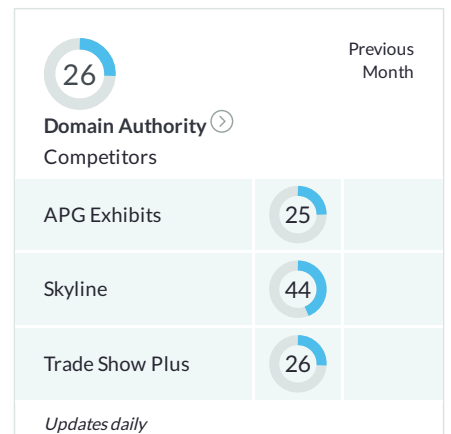 26
Previous
Month
Domain Authority
Competitors
APG Exhibits 25
Skyline 44
Trade Show Plus 26
Updates daily